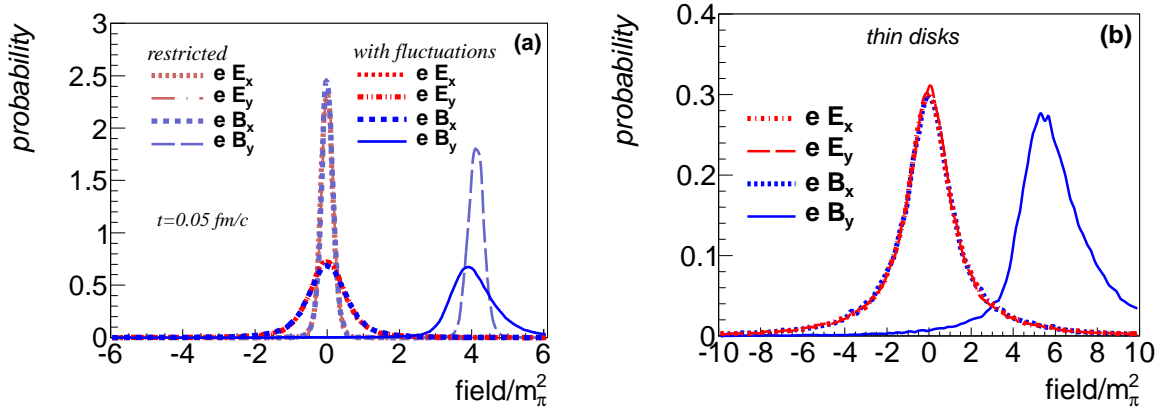 probability
3
2.5
2
1.5
1
0.5
0
(a)
restricted
e E_x
e E_y
e B_x
e B_y
with fluctuations
e E_x
e E_y
e B_x
e B_y
t=0.05 fm/c
-6 -4 -2 0 2 4 6
field/m_π^2
probability
0.4
0.3
0.2
0.1
0
thin disks
(b)
e E_x
e E_y
e B_x
e B_y
-10 -8 -6 -4 -2 0 2 4 6 8 10
field/m_π^2